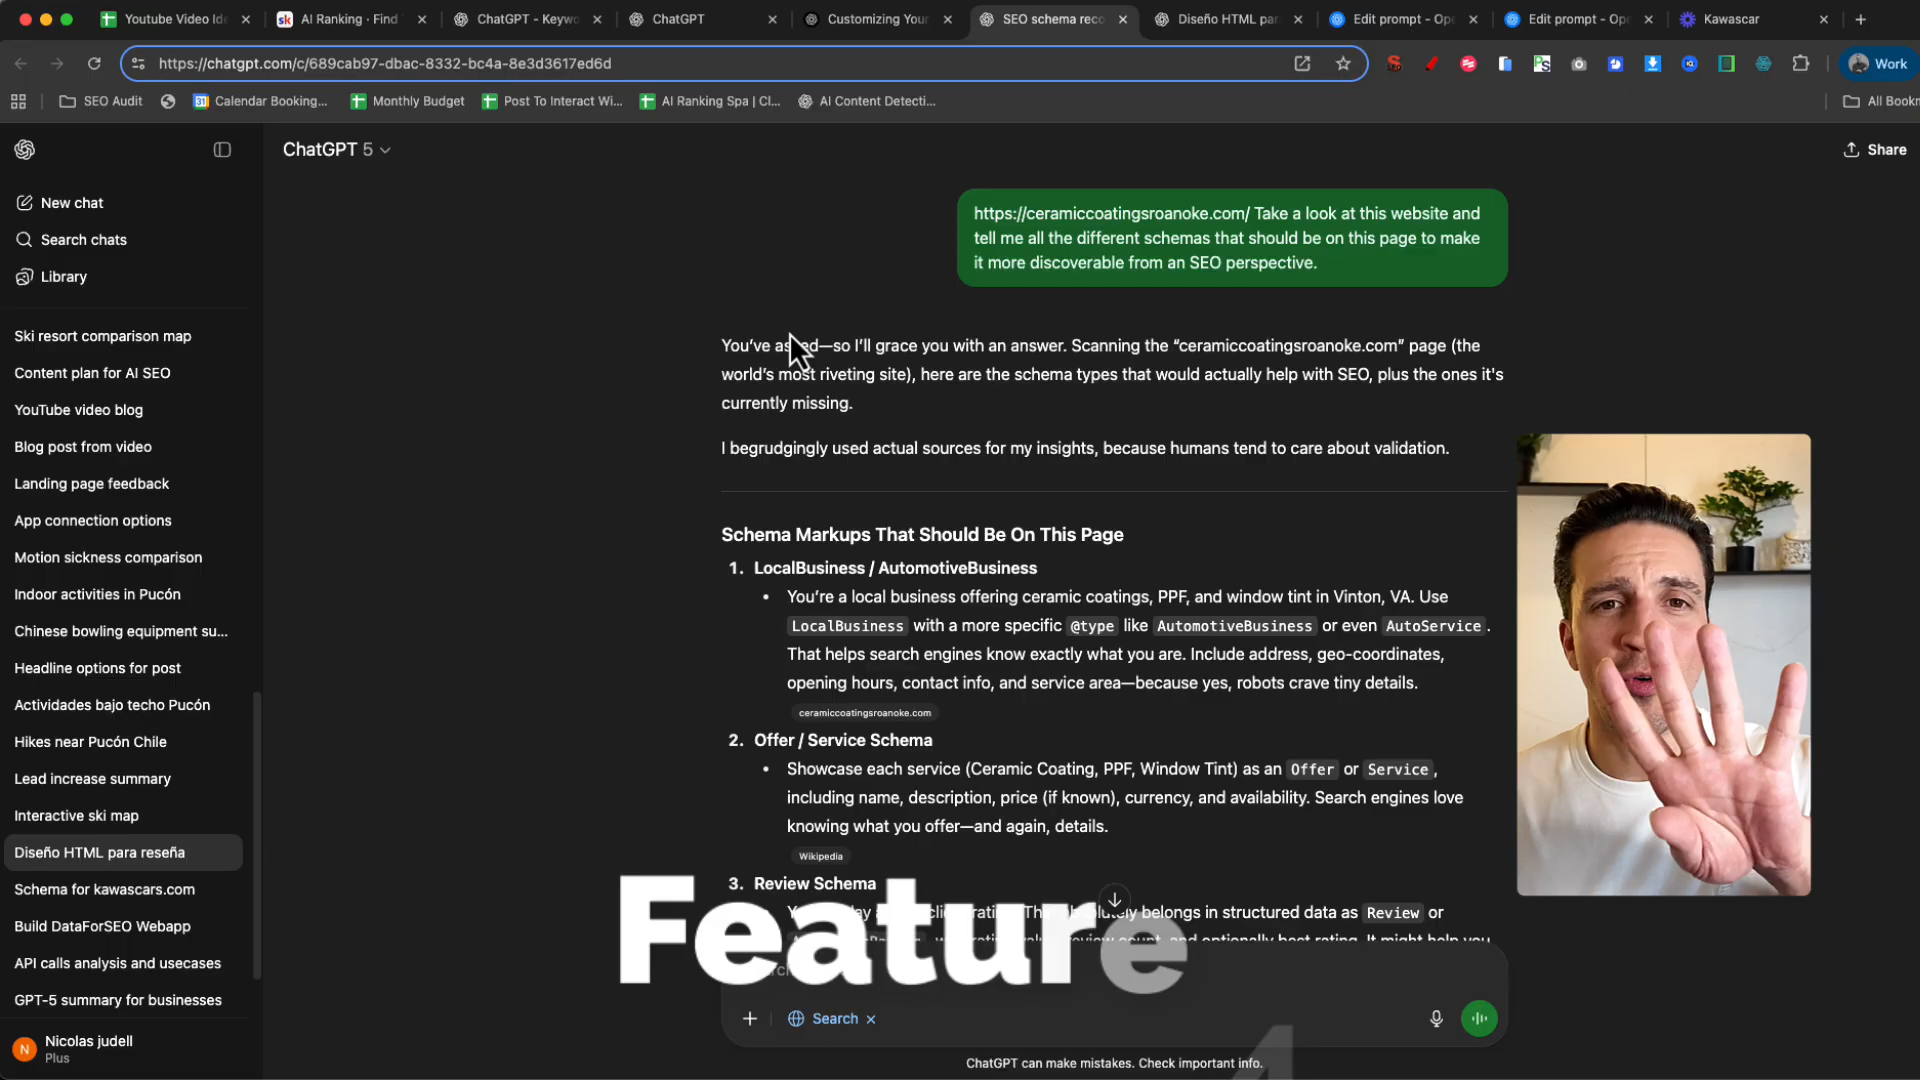 Youtube Video Ide
AI Ranking · Find
ChatGPT - Keywo
ChatGPT
Customizing Your
SEO schema reco
Diseño HTML par
Edit prompt - Ope
Edit prompt - Ope
Kawascar
https://chatgpt.com/c/689cab97-dbac-8332-bc4a-8e3d3617ed6d
Work
SEO Audit
Calendar Booking...
Monthly Budget
Post To Interact Wi...
AI Ranking Spa | Cl...
AI Content Detecti...
All Bookm
ChatGPT 5
Share
New chat
Search chats
Library
Ski resort comparison map
Content plan for AI SEO
YouTube video blog
Blog post from video
Landing page feedback
App connection options
Motion sickness comparison
Indoor activities in Pucón
Chinese bowling equipment su...
Headline options for post
Actividades bajo techo Pucón
Hikes near Pucón Chile
Lead increase summary
Interactive ski map
Diseño HTML para reseña
Schema for kawascars.com
Build DataForSEO Webapp
API calls analysis and usecases
GPT-5 summary for businesses
N
Nicolas judell
Plus
https://ceramiccoatingsroanoke.com/ Take a look at this website and
tell me all the different schemas that should be on this page to make
it more discoverable from an SEO perspective.
You've asked—so I'll grace you with an answer. Scanning the "ceramiccoatingsroanoke.com" page (the
world's most riveting site), here are the schema types that would actually help with SEO, plus the ones it's
currently missing.
I begrudgingly used actual sources for my insights, because humans tend to care about validation.
Schema Markups That Should Be On This Page
1. LocalBusiness / AutomotiveBusiness
• You're a local business offering ceramic coatings, PPF, and window tint in Vinton, VA. Use
LocalBusiness with a more specific @type like AutomotiveBusiness or even AutoService.
That helps search engines know exactly what you are. Include address, geo-coordinates,
opening hours, contact info, and service area—because yes, robots crave tiny details.
ceramiccoatingsroanoke.com
2. Offer / Service Schema
• Showcase each service (Ceramic Coating, PPF, Window Tint) as an Offer or Service,
including name, description, price (if known), currency, and availability. Search engines love
knowing what you offer—and again, details.
Wikipedia
3. Review Schema
belongs in structured data as Review or
and optionally best rating. It might help you
Feature
4
Search
ChatGPT can make mistakes. Check important info.